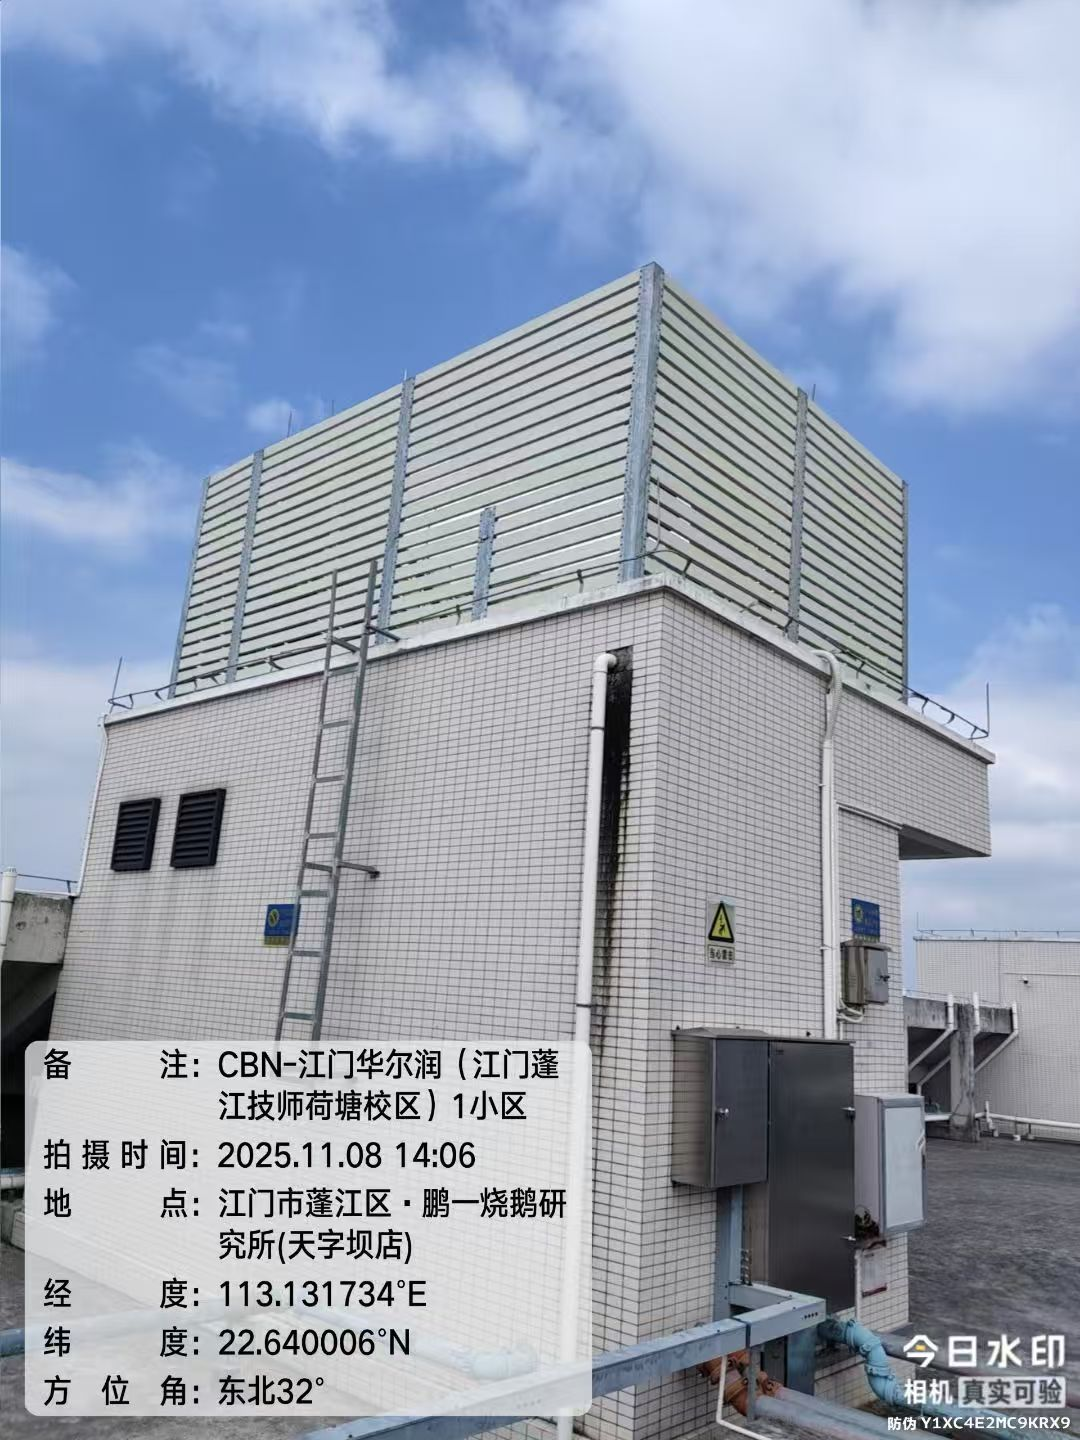 当心雷击
备 注：CBN-江门华尔润（江门蓬
江技师荷塘校区）1小区
拍摄时间：2025.11.08 14:06
地 点：江门市蓬江区·鹏一烧鹅研
究所(天字坝店)
经 度：113.131734°E
纬 度：22.640006°N
方 位 角：东北32°
今日水印
相机 真实可验
防伪 Y1XC4E2MC9KRX9